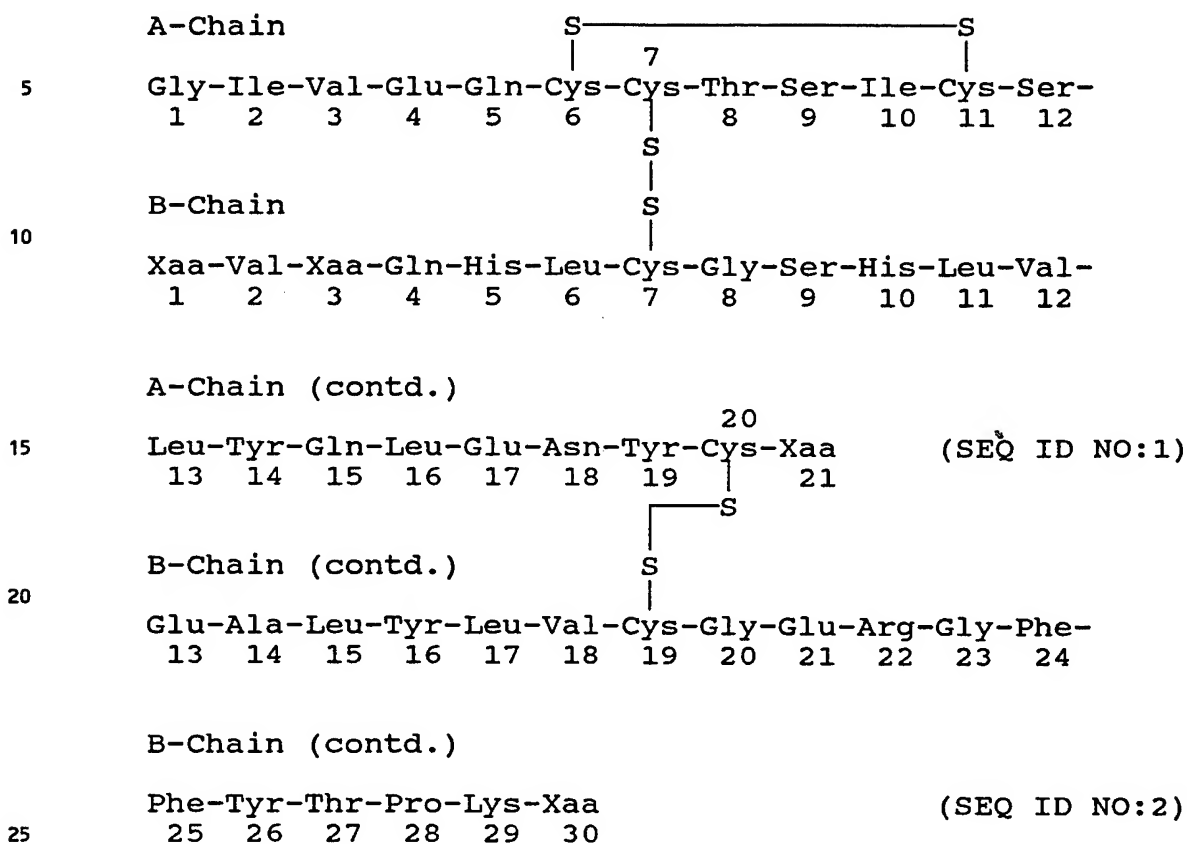 A-Chain S S
7
5 Gly-Ile-Val-Glu-Gln-Cys-Cys-Thr-Ser-Ile-Cys-Ser-
1 2 3 4 5 6 8 9 10 11 12
S
B-Chain S
10
Xaa-Val-Xaa-Gln-His-Leu-Cys-Gly-Ser-His-Leu-Val-
1 2 3 4 5 6 7 8 9 10 11 12
A-Chain (contd.)
20
15 Leu-Tyr-Gln-Leu-Glu-Asn-Tyr-Cys-Xaa (SEQ ID NO:1)
13 14 15 16 17 18 19 21
S
B-Chain (contd.) S
20
Glu-Ala-Leu-Tyr-Leu-Val-Cys-Gly-Glu-Arg-Gly-Phe-
13 14 15 16 17 18 19 20 21 22 23 24
B-Chain (contd.)
Phe-Tyr-Thr-Pro-Lys-Xaa (SEQ ID NO:2)
25 25 26 27 28 29 30